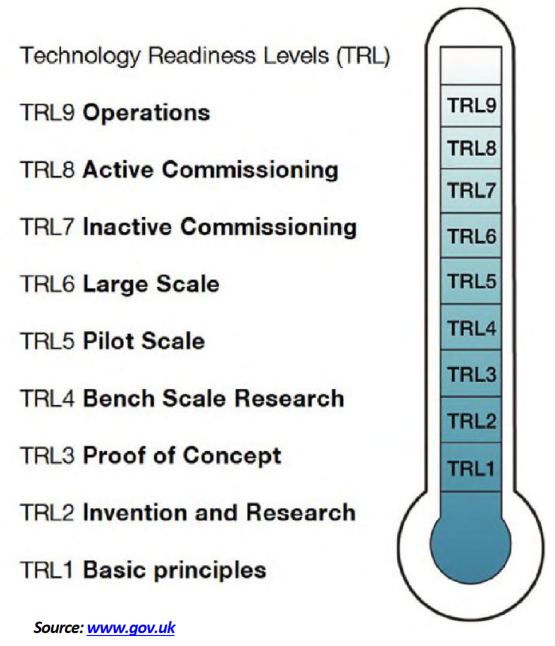 Technology Readiness Levels (TRL)
TRL9 Operations
TRL8 Active Commissioning
TRL7 Inactive Commissioning
TRL6 Large Scale
TRL5 Pilot Scale
TRL4 Bench Scale Research
TRL3 Proof of Concept
TRL2 Invention and Research
TRL1 Basic principles
Source: www.gov.uk
TRL9
TRL8
TRL7
TRL6
TRL5
TRL4
TRL3
TRL2
TRL1